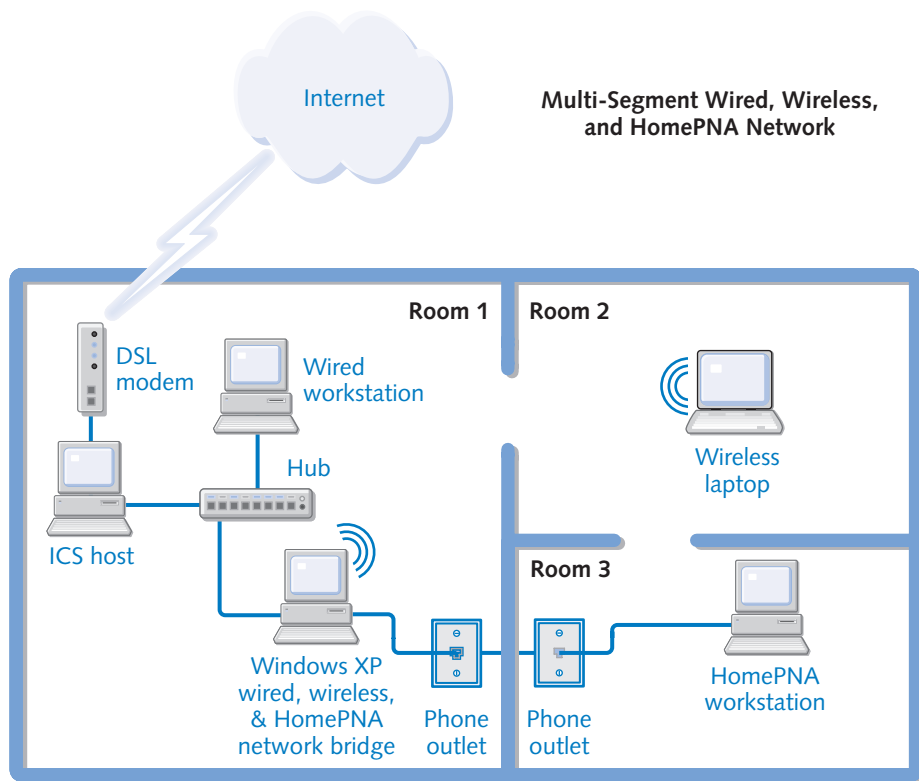 Internet
Multi-Segment Wired, Wireless,
and HomePNA Network
Room 1
Room 2
DSL
modem
Wired
workstation
Hub
ICS host
Wireless
laptop
Room 3
Windows XP
wired, wireless,
& HomePNA
network bridge
Phone
outlet
Phone
outlet
HomePNA
workstation